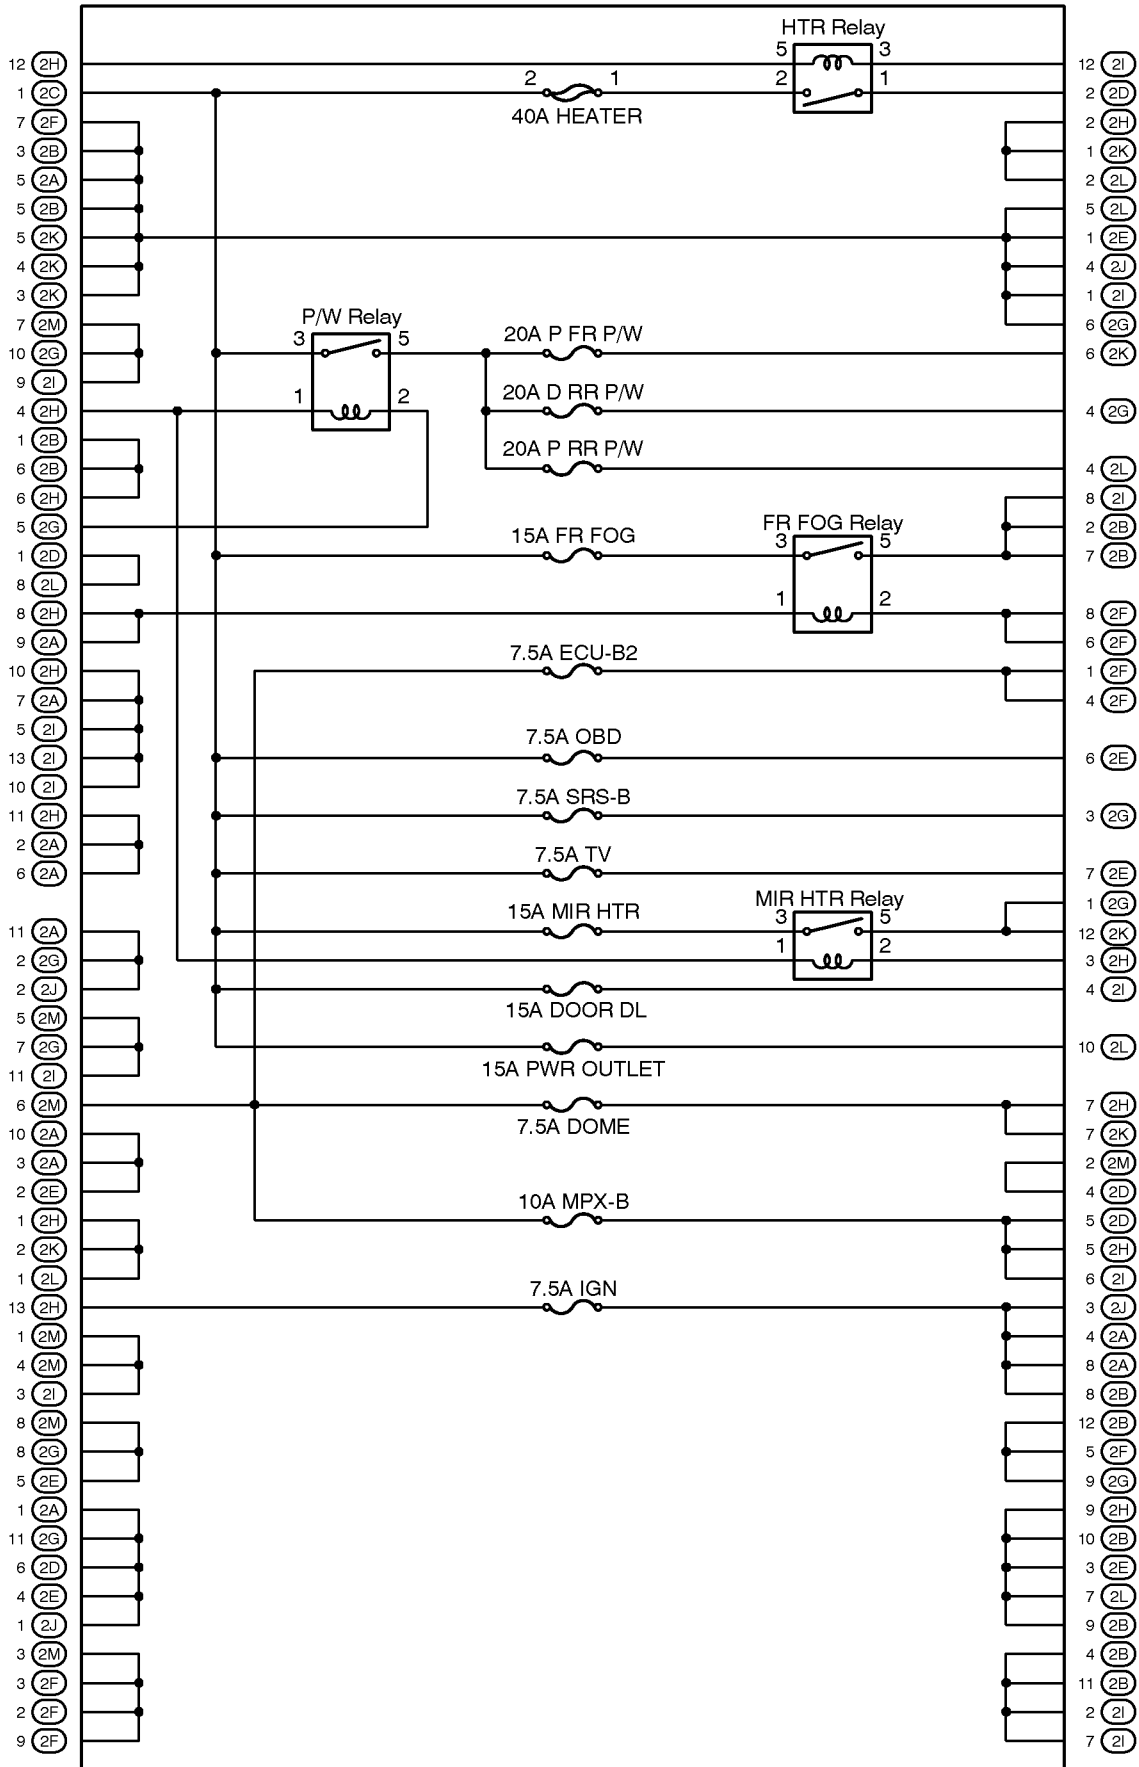 HTR Relay
5 3
12 2H 12 2I
2 1 2 1
1 2C 2 2D
40A HEATER
7 2F 2 2H
3 2B 1 2K
5 2A 2 2L
5 2B 5 2L
5 2K 1 2E
4 2K 4 2J
3 2K 1 2I
P/W Relay
7 2M 6 2G
3 5 20A P FR P/W
10 2G 6 2K
9 2I
1 2 20A D RR P/W
4 2H 4 2G
1 2B
20A P RR P/W
6 2B 4 2L
6 2H 8 2I
FR FOG Relay
5 2G 2 2B
15A FR FOG 3 5
1 2D 7 2B
8 2L
1 2
8 2H 8 2F
9 2A 6 2F
7.5A ECU-B2
10 2H 1 2F
7 2A 4 2F
5 2I
7.5A OBD
13 2I 6 2E
10 2I
7.5A SRS-B
11 2H 3 2G
2 2A
7.5A TV
6 2A 7 2E
MIR HTR Relay
1 2G
15A MIR HTR 3 5
11 2A 12 2K
1 2
2 2G 3 2H
2 2J 4 2I
15A DOOR DL
5 2M
7 2G 10 2L
15A PWR OUTLET
11 2I
6 2M 7 2H
7.5A DOME
10 2A 7 2K
3 2A 2 2M
2 2E 4 2D
10A MPX-B
1 2H 5 2D
2 2K 5 2H
1 2L 6 2I
7.5A IGN
13 2H 3 2J
1 2M 4 2A
4 2M 8 2A
3 2I 8 2B
8 2M 12 2B
8 2G 5 2F
5 2E 9 2G
1 2A 9 2H
11 2G 10 2B
6 2D 3 2E
4 2E 7 2L
1 2J 9 2B
3 2M 4 2B
3 2F 11 2B
2 2F 2 2I
9 2F 7 2I